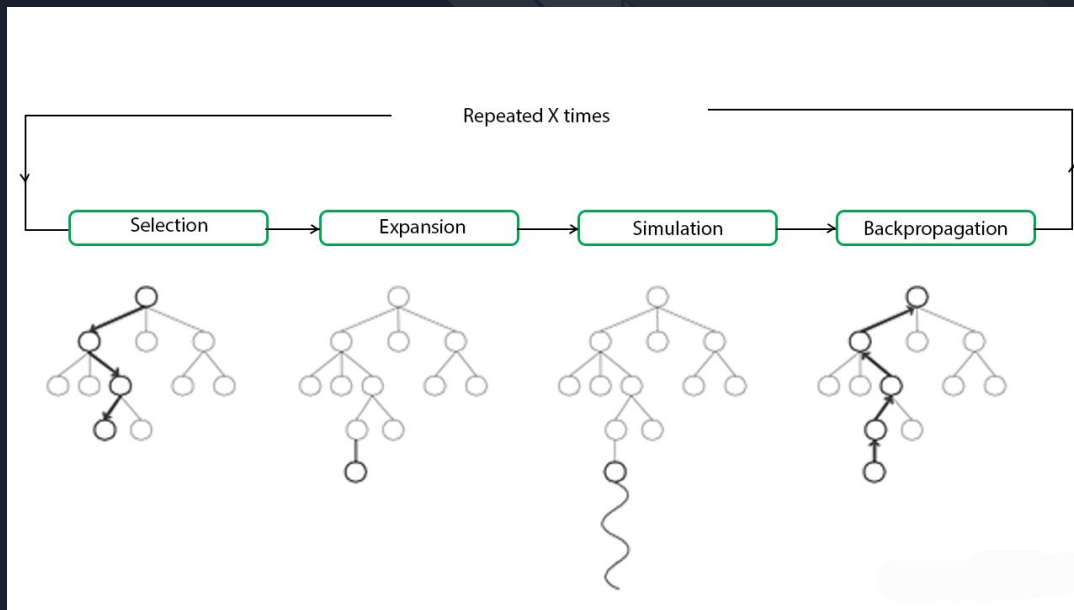 Repeated X times
Selection
Expansion
Simulation
Backpropagation